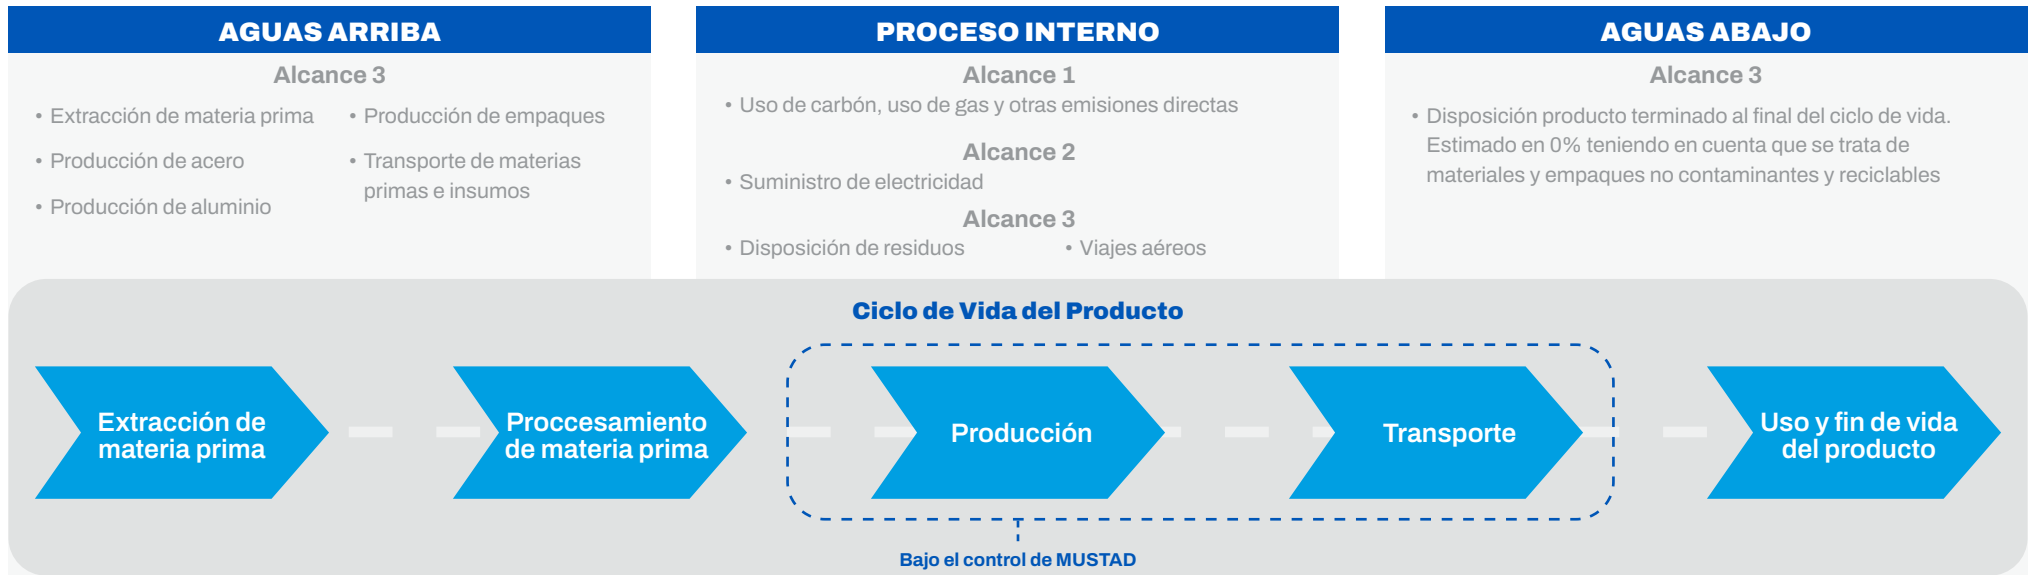 AGUAS ARRIBA
Alcance 3
• Extracción de materia prima
• Producción de acero
• Producción de aluminio
• Producción de empaques
• Transporte de materias
primas e insumos
PROCESO INTERNO
Alcance 1
• Uso de carbón, uso de gas y otras emisiones directas
Alcance 2
• Suministro de electricidad
Alcance 3
• Disposición de residuos
• Viajes aéreos
AGUAS ABAJO
Alcance 3
• Disposición producto terminado al final del ciclo de vida.
Estimado en 0% teniendo en cuenta que se trata de
materiales y empaques no contaminantes y reciclables
Ciclo de Vida del Producto
Extracción de
materia prima
Proccesamiento
de materia prima
Producción
Transporte
Uso y fin de vida
del producto
Bajo el control de MUSTAD